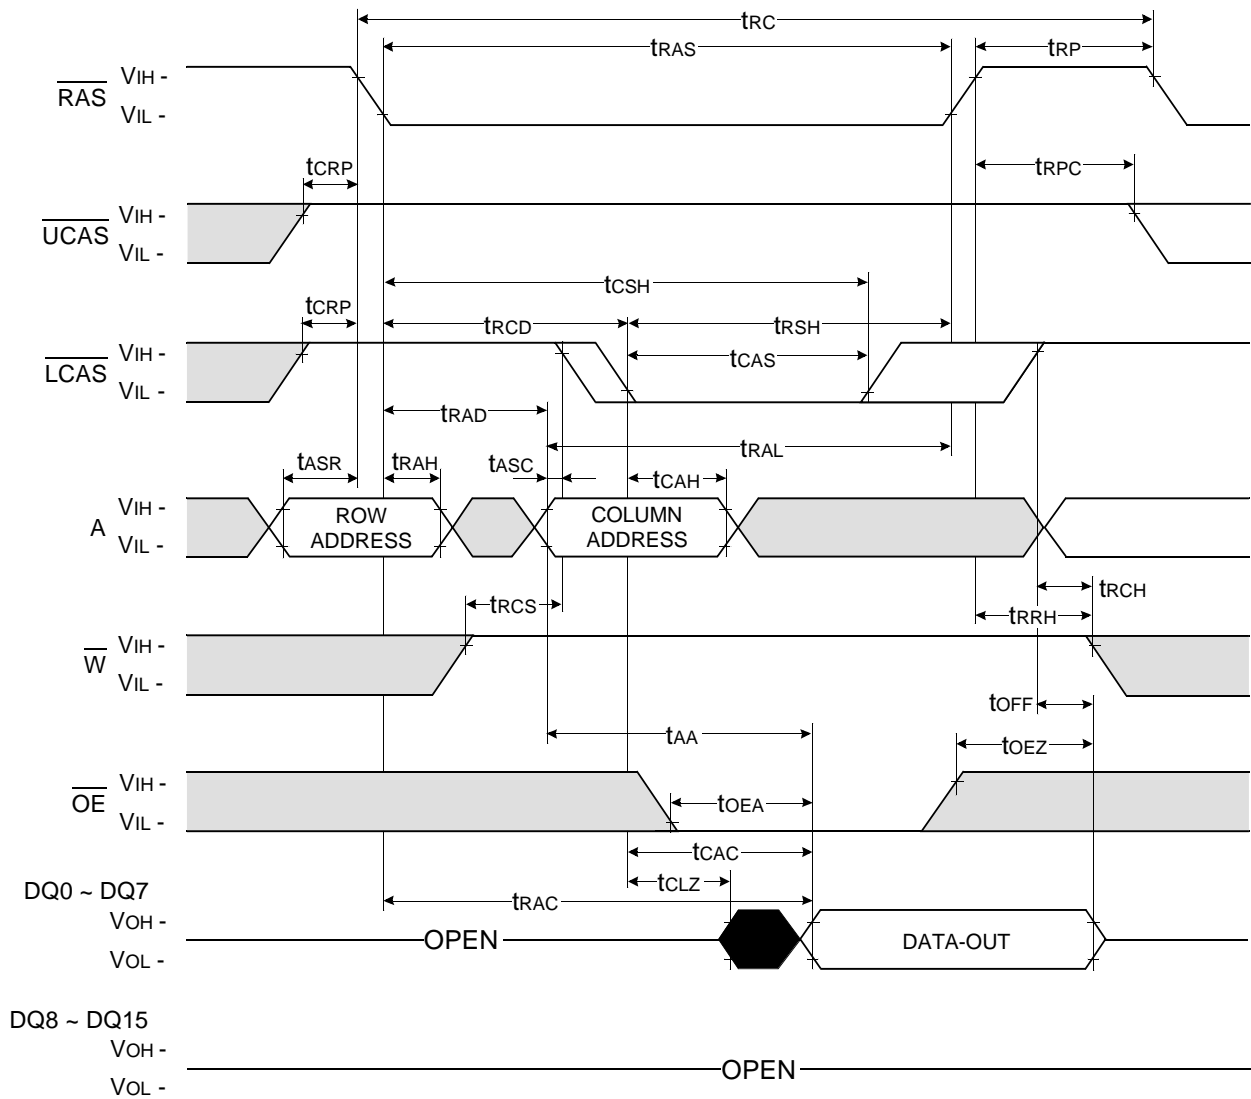 tRC
tRAS
tRP
RAS
VIH -
VIL -
tCRP
tRPC
UCAS
VIH -
VIL -
tCSH
tCRP
tRCD
tRSH
LCAS
VIH -
VIL -
tCAS
tRAD
tRAL
tASR
tRAH
tASC
tCAH
A
VIH -
VIL -
ROW
ADDRESS
COLUMN
ADDRESS
tRCS
tRCH
tRRH
W
VIH -
VIL -
tOFF
tAA
tOEZ
OE
VIH -
VIL -
tOEA
tCAC
tCLZ
tRAC
DQ0 ~ DQ7
VOH -
VOL -
OPEN
DATA-OUT
DQ8 ~ DQ15
VOH -
VOL -
OPEN